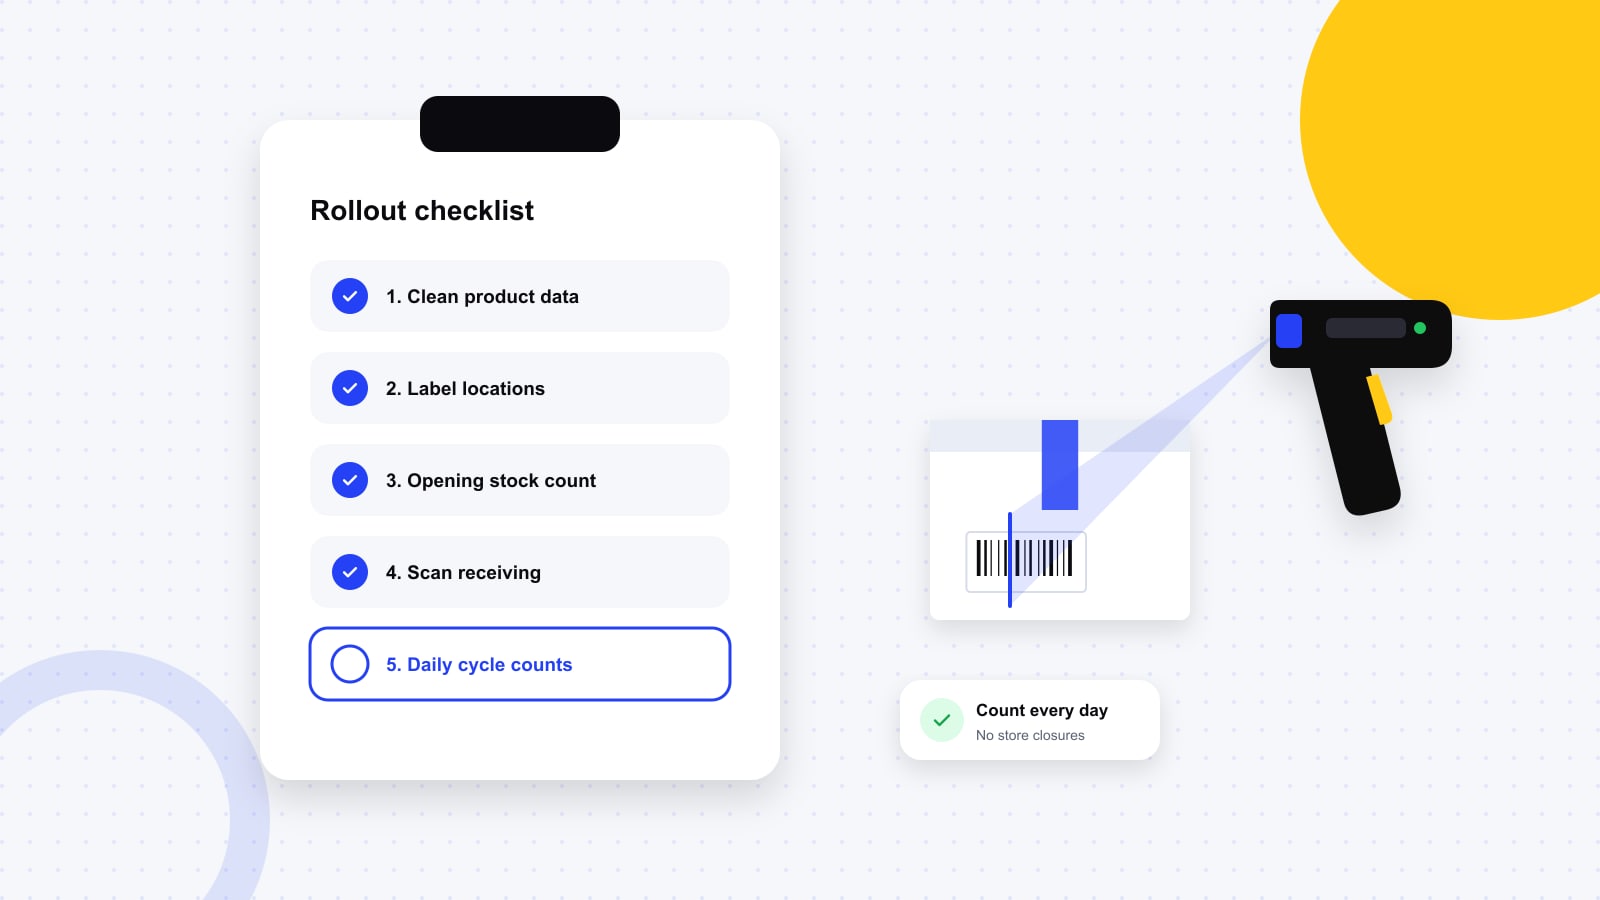 Rollout checklist
1. Clean product data
2. Label locations
3. Opening stock count
4. Scan receiving
5. Daily cycle counts
Count every day
No store closures